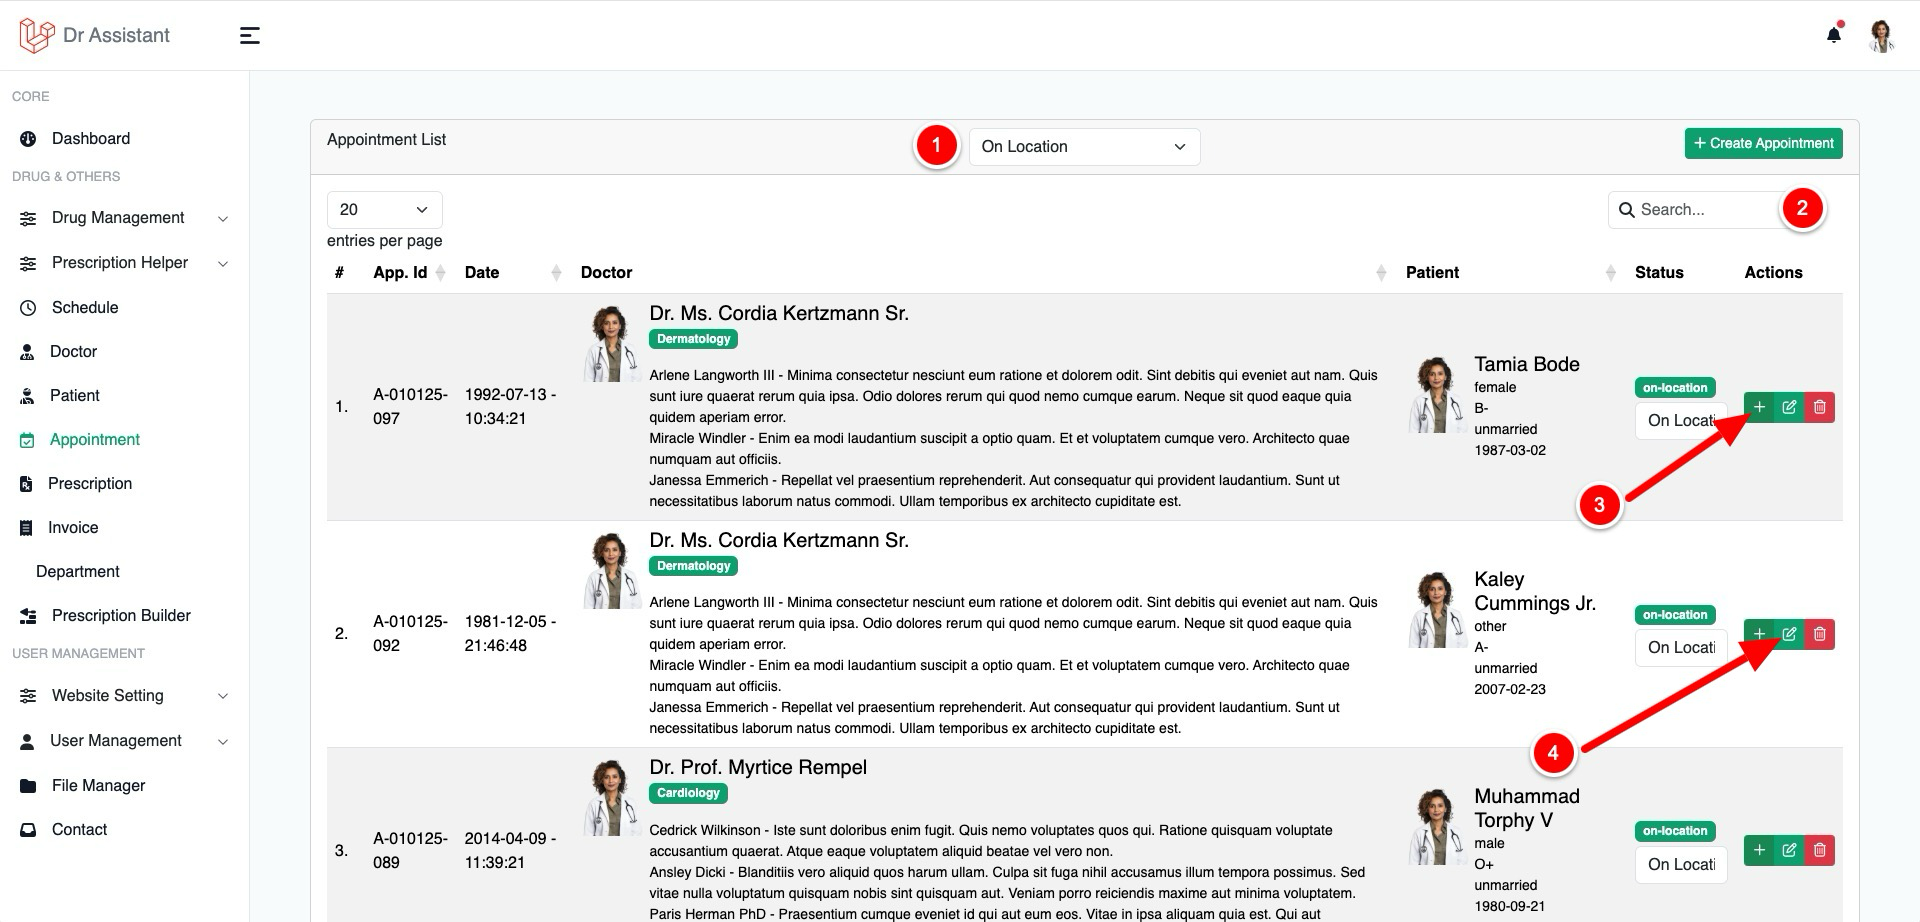 Dr Assistant
CORE
Dashboard
DRUG & OTHERS
Drug Management
Prescription Helper
Schedule
Doctor
Patient
Appointment
Prescription
Invoice
Department
Prescription Builder
USER MANAGEMENT
Website Setting
User Management
File Manager
Contact
Appointment List
1
On Location
+ Create Appointment
20
entries per page
Search...
2
# App. Id Date Doctor Patient Status Actions
1.
A-010125-
097
1992-07-13 -
10:34:21
Dr. Ms. Cordia Kertzmann Sr.
Dermatology
Arlene Langworth III - Minima consectetur nesciunt eum ratione et dolorem odit. Sint debitis qui eveniet aut nam. Quis
sunt iure quaerat rerum quia ipsa. Odio dolores rerum qui quod nemo cumque earum. Neque sit quod eaque quia
quidem aperiam error.
Miracle Windler - Enim ea modi laudantium suscipit a optio quam. Et et voluptatem cumque vero. Architecto quae
numquam aut officiis.
Janessa Emmerich - Repellat vel praesentium reprehenderit. Aut consequatur qui provident laudantium. Sunt ut
necessitatibus laborum natus commodi. Ullam temporibus ex architecto cupiditate est.
Tamia Bode
female
B-
unmarried
1987-03-02
on-location
On Locati
3
2.
A-010125-
092
1981-12-05 -
21:46:48
Dr. Ms. Cordia Kertzmann Sr.
Dermatology
Arlene Langworth III - Minima consectetur nesciunt eum ratione et dolorem odit. Sint debitis qui eveniet aut nam. Quis
sunt iure quaerat rerum quia ipsa. Odio dolores rerum qui quod nemo cumque earum. Neque sit quod eaque quia
quidem aperiam error.
Miracle Windler - Enim ea modi laudantium suscipit a optio quam. Et et voluptatem cumque vero. Architecto quae
numquam aut officiis.
Janessa Emmerich - Repellat vel praesentium reprehenderit. Aut consequatur qui provident laudantium. Sunt ut
necessitatibus laborum natus commodi. Ullam temporibus ex architecto cupiditate est.
Kaley
Cummings Jr.
other
A-
unmarried
2007-02-23
on-location
On Locati
4
3.
A-010125-
089
2014-04-09 -
11:39:21
Dr. Prof. Myrtice Rempel
Cardiology
Cedrick Wilkinson - Iste sunt doloribus enim fugit. Quis nemo voluptates quos qui. Ratione quisquam voluptate
accusantium quaerat. Atque eaque voluptatem aliquid beatae vel vero non.
Ansley Dicki - Blanditiis vero aliquid quos harum ullam. Culpa sit fuga nihil accusamus illum tempora possimus. Sed
vitae nulla voluptatum quisquam nobis sint quisquam aut. Veniam porro reiciendis maxime aut minima voluptatem.
Paris Herman PhD - Praesentium cumque eveniet id qui aut eum eos. Vitae in ipsa aliquam quia est. Qui aut
Muhammad
Torphy V
male
O+
unmarried
1980-09-21
on-location
On Locati